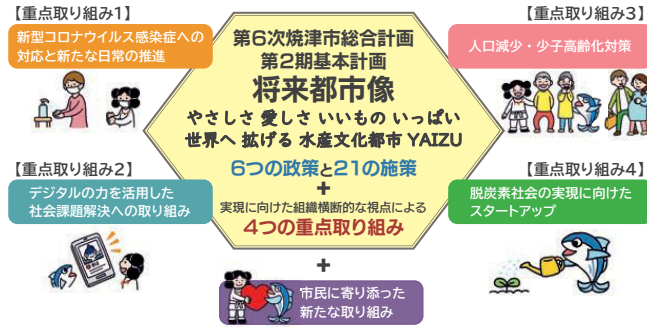 【重点取り組み1】
新型コロナウイルス感染症への
対応と新たな日常の推進
【重点取り組み2】
デジタルの力を活用した
社会課題解決への取り組み
第6次焼津市総合計画
第2期基本計画
将来都市像
やさしさ 愛しさ いいもの いっぱい
世界へ 拡げる 水産文化都市 YAIZU
6つの政策と21の施策
+
実現に向けた組織横断的な視点による
4つの重点取り組み
+
市民に寄り添った
新たな取り組み
【重点取り組み3】
人口減少・少子高齢化対策
【重点取り組み4】
脱炭素社会の実現に向けた
スタートアップ